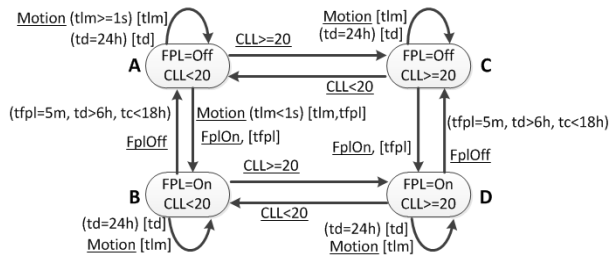 Motion (tlm>=1s) [tlm]
(td=24h) [td]
Motion [tlm]
(td=24h) [td]
CLL>=20
A
FPL=Off
CLL<20
FPL=Off
CLL>=20
C
CLL<20
(tfpl=5m, td>6h, tc<18h)
FplOff
Motion (tlm<1s) [tlm,tfpl]
FplOn, [tfpl]
FplOn, [tfpl]
(tfpl=5m, td>6h, tc<18h)
FplOff
CLL>=20
B
FPL=On
CLL<20
FPL=On
CLL>=20
D
CLL<20
(td=24h) [td]
Motion [tlm]
(td=24h) [td]
Motion [tlm]